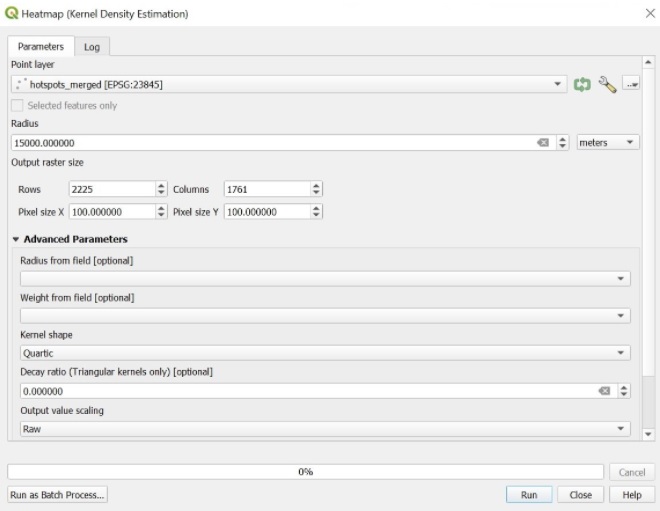 Heatmap (Kernel Density Estimation)
Parameters Log
Point layer
hotspots_merged [EPSG:23845]
Selected features only
Radius
15000.000000 meters
Output raster size
Rows 2225 Columns 1761
Pixel size X 100.000000 Pixel size Y 100.000000
Advanced Parameters
Radius from field [optional]
Weight from field [optional]
Kernel shape
Quartic
Decay ratio (Triangular kernels only) [optional]
0.000000
Output value scaling
Raw
0% Cancel
Run as Batch Process... Run Close Help